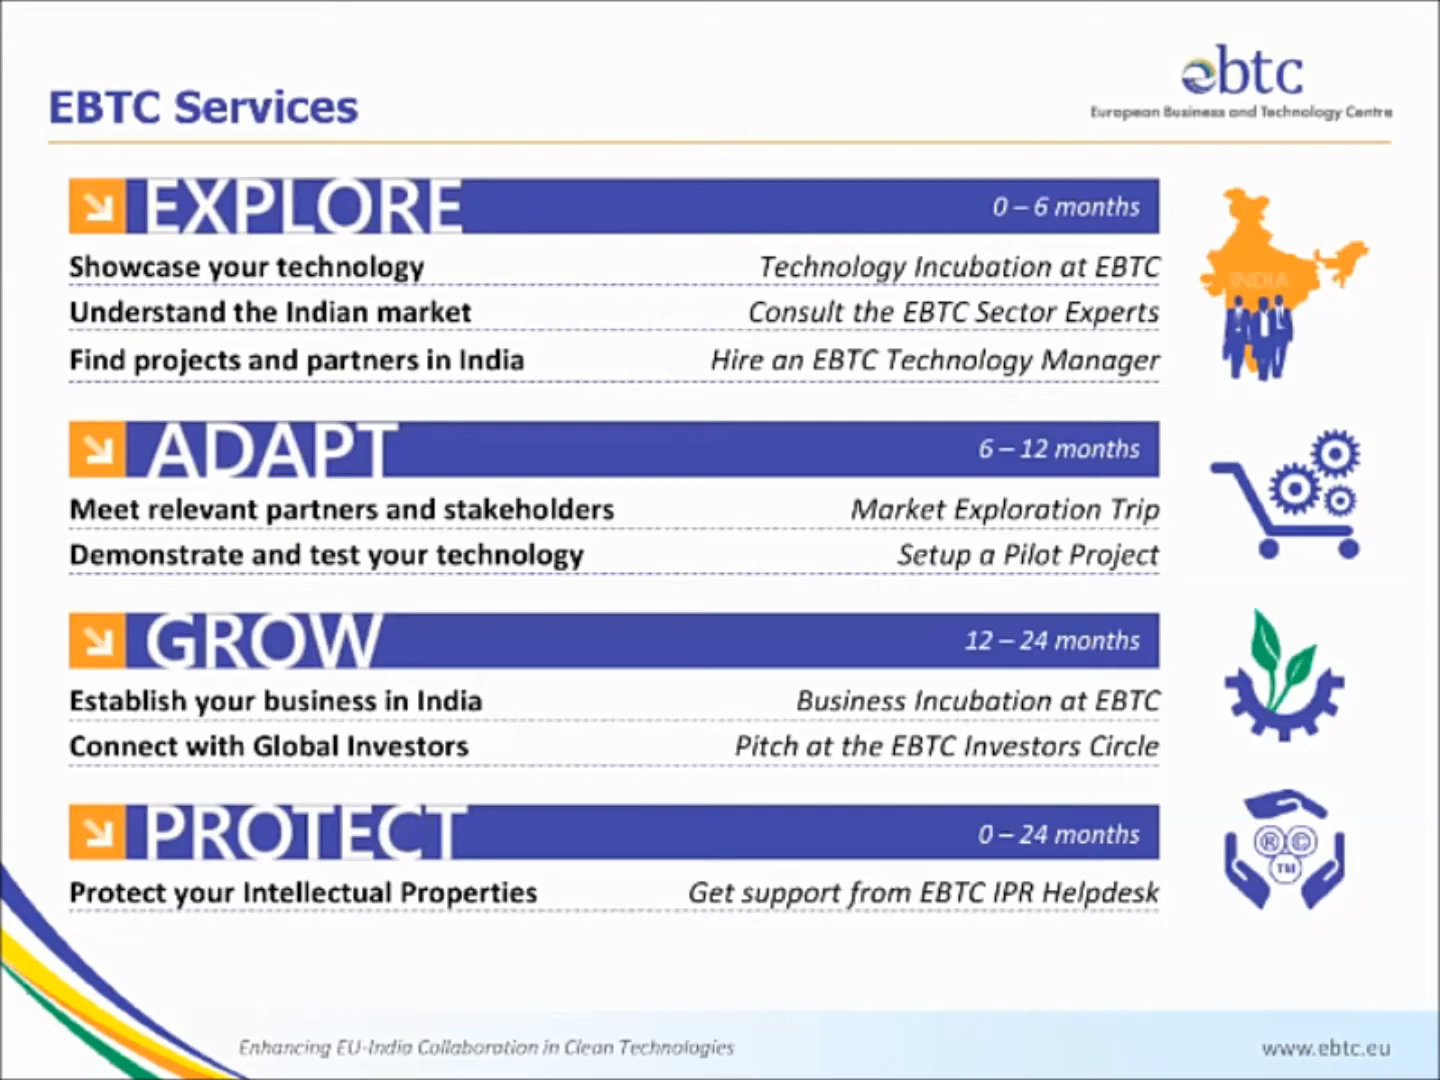 ebtc
European Business and Technology Centre
EBTC Services
EXPLORE 0 – 6 months
Showcase your technology Technology Incubation at EBTC
Understand the Indian market Consult the EBTC Sector Experts
Find projects and partners in India Hire an EBTC Technology Manager
INDIA
ADAPT 6 – 12 months
Meet relevant partners and stakeholders Market Exploration Trip
Demonstrate and test your technology Setup a Pilot Project
GROW 12 – 24 months
Establish your business in India Business Incubation at EBTC
Connect with Global Investors Pitch at the EBTC Investors Circle
PROTECT 0 – 24 months
Protect your Intellectual Properties Get support from EBTC IPR Helpdesk
® ©
TM
Enhancing EU-India Collaboration in Clean Technologies www.ebtc.eu